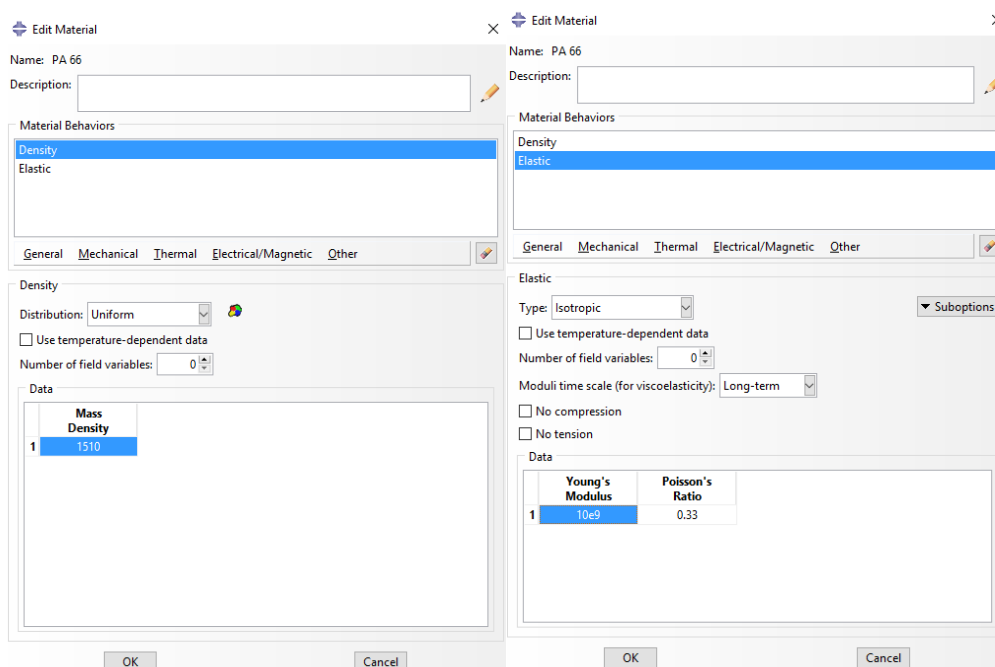 Edit Material
Name: PA 66
Description:
Material Behaviors
Density
Elastic
General Mechanical Thermal Electrical/Magnetic Other
Density
Distribution: Uniform
Use temperature-dependent data
Number of field variables: 0
Data
Mass
Density
1 1510
OK Cancel
Edit Material
Name: PA 66
Description:
Material Behaviors
Density
Elastic
General Mechanical Thermal Electrical/Magnetic Other
Elastic
Type: Isotropic
Suboptions
Use temperature-dependent data
Number of field variables: 0
Moduli time scale (for viscoelasticity): Long-term
No compression
No tension
Data
Young's Poisson's
Modulus Ratio
1 10e9 0.33
OK Cancel